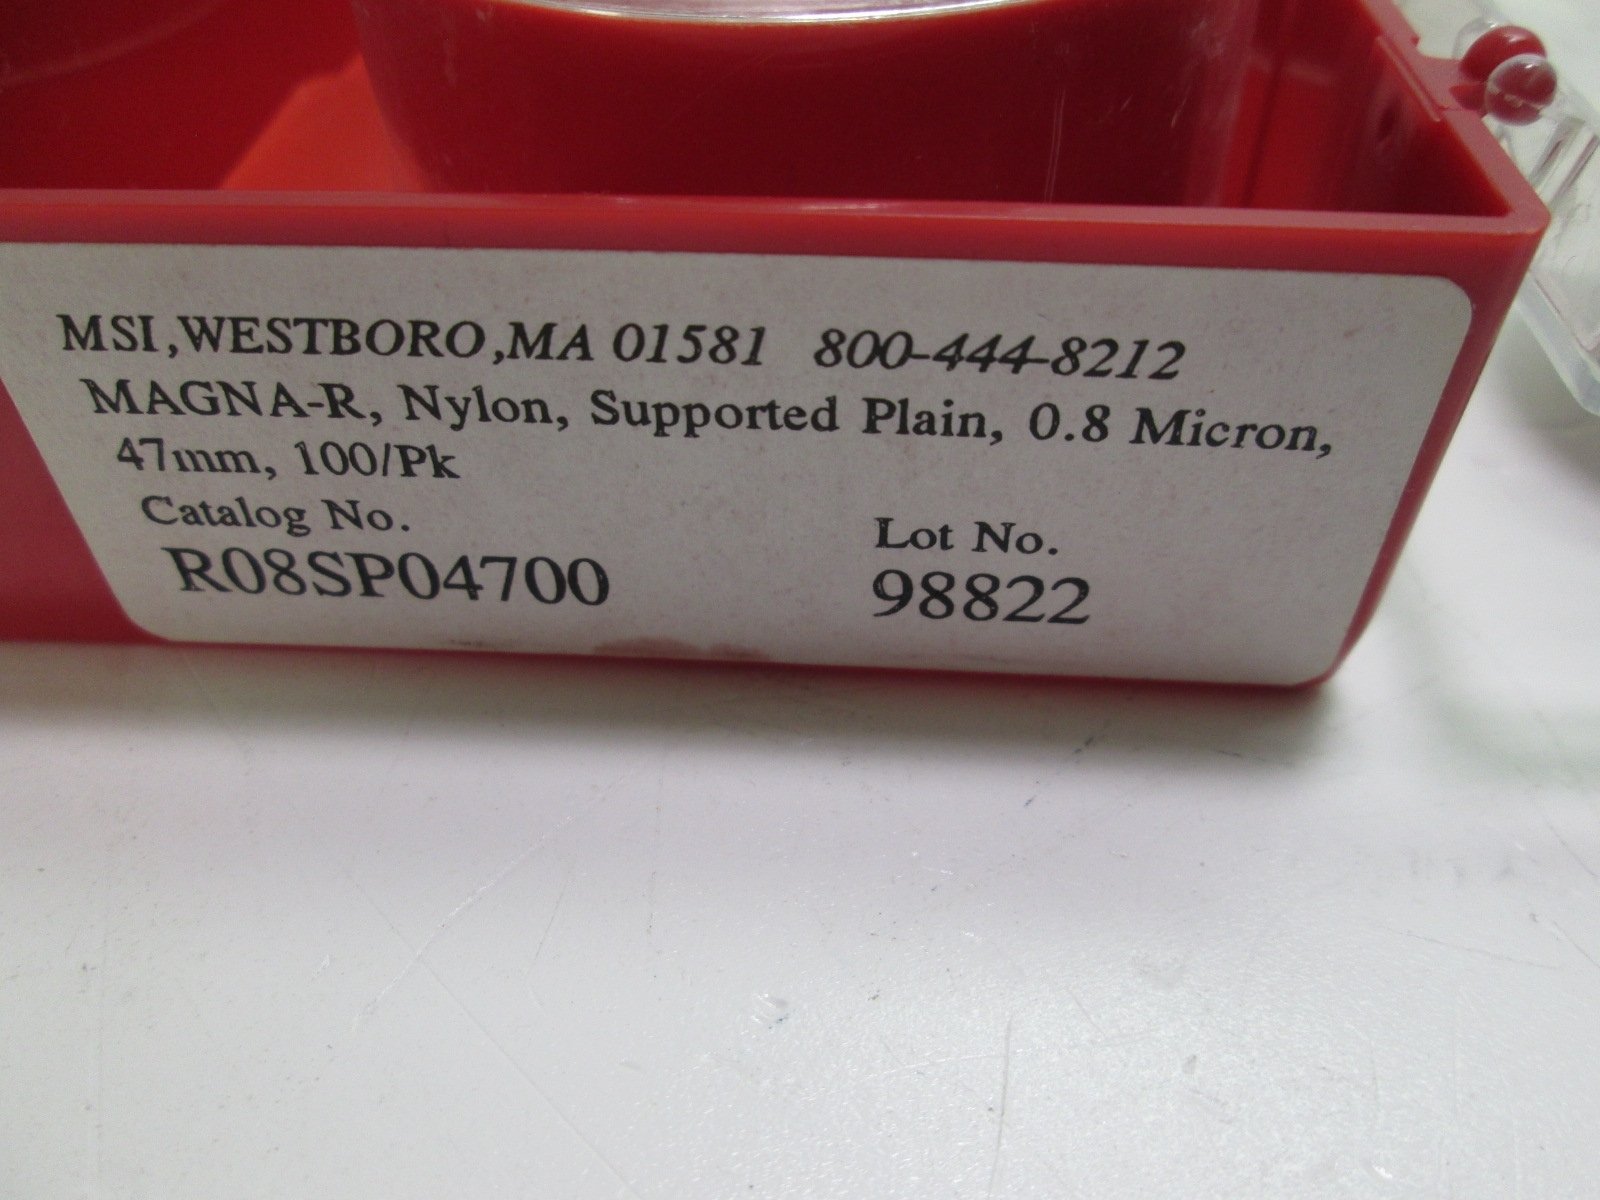 MSI,WESTBORO,MA 01581 800-444-8212
MAGNA-R, Nylon, Supported Plain, 0.8 Micron,
47mm, 100/Pk
Catalog No. Lot No.
R08SP04700 98822